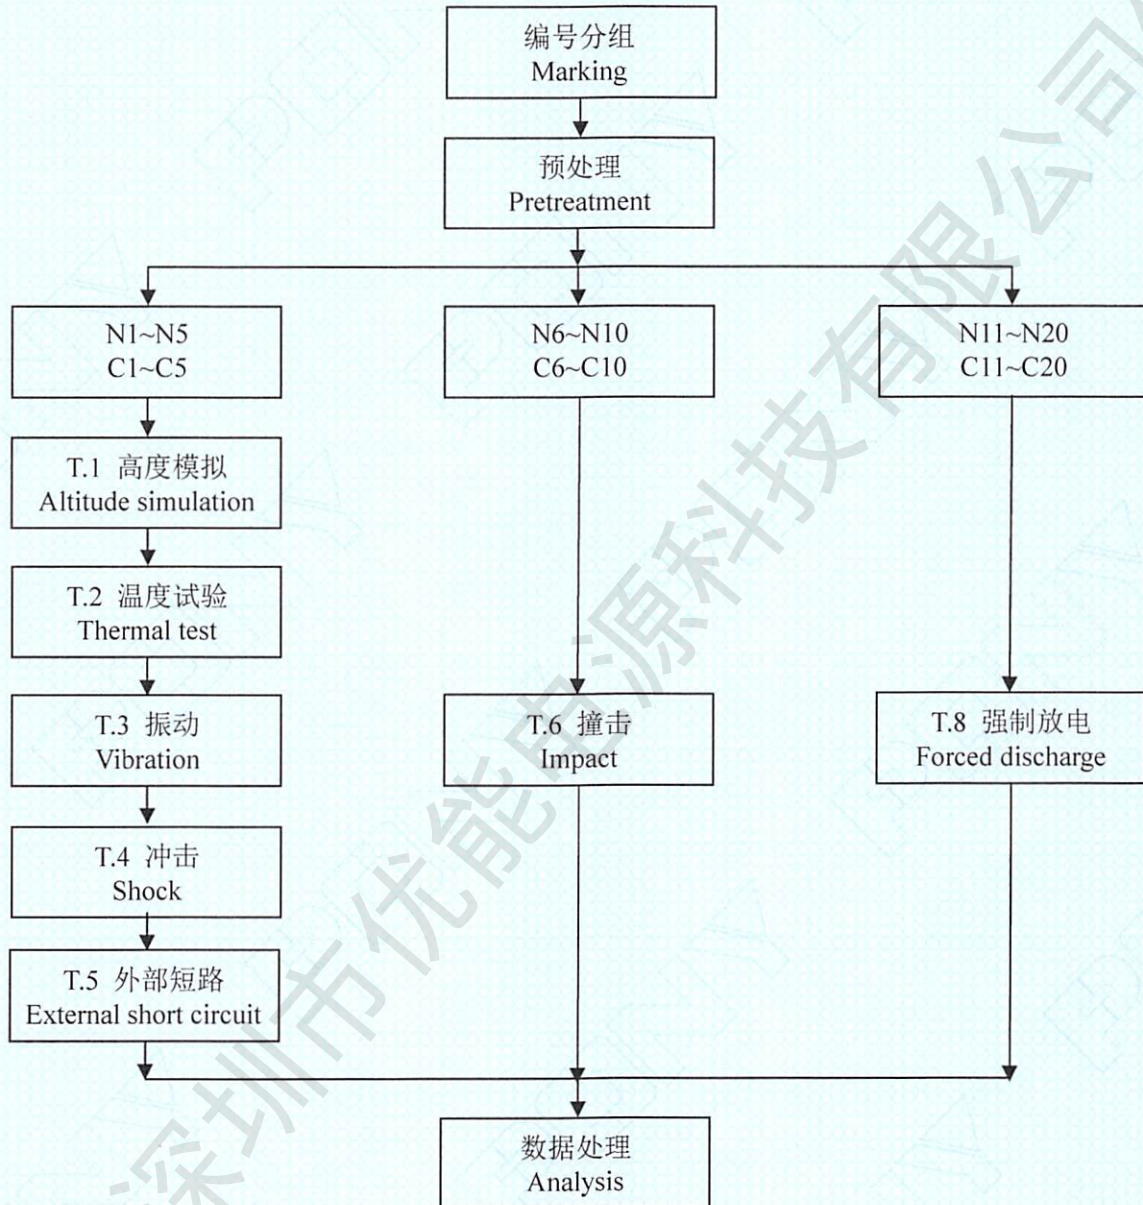 编号分组
Marking
预处理
Pretreatment
N1~N5
C1~C5
N6~N10
C6~C10
N11~N20
C11~C20
T.1 高度模拟
Altitude simulation
T.2 温度试验
Thermal test
T.3 振动
Vibration
T.6 撞击
Impact
T.8 强制放电
Forced discharge
T.4 冲击
Shock
T.5 外部短路
External short circuit
数据处理
Analysis
深圳市优能电源科技有限公司